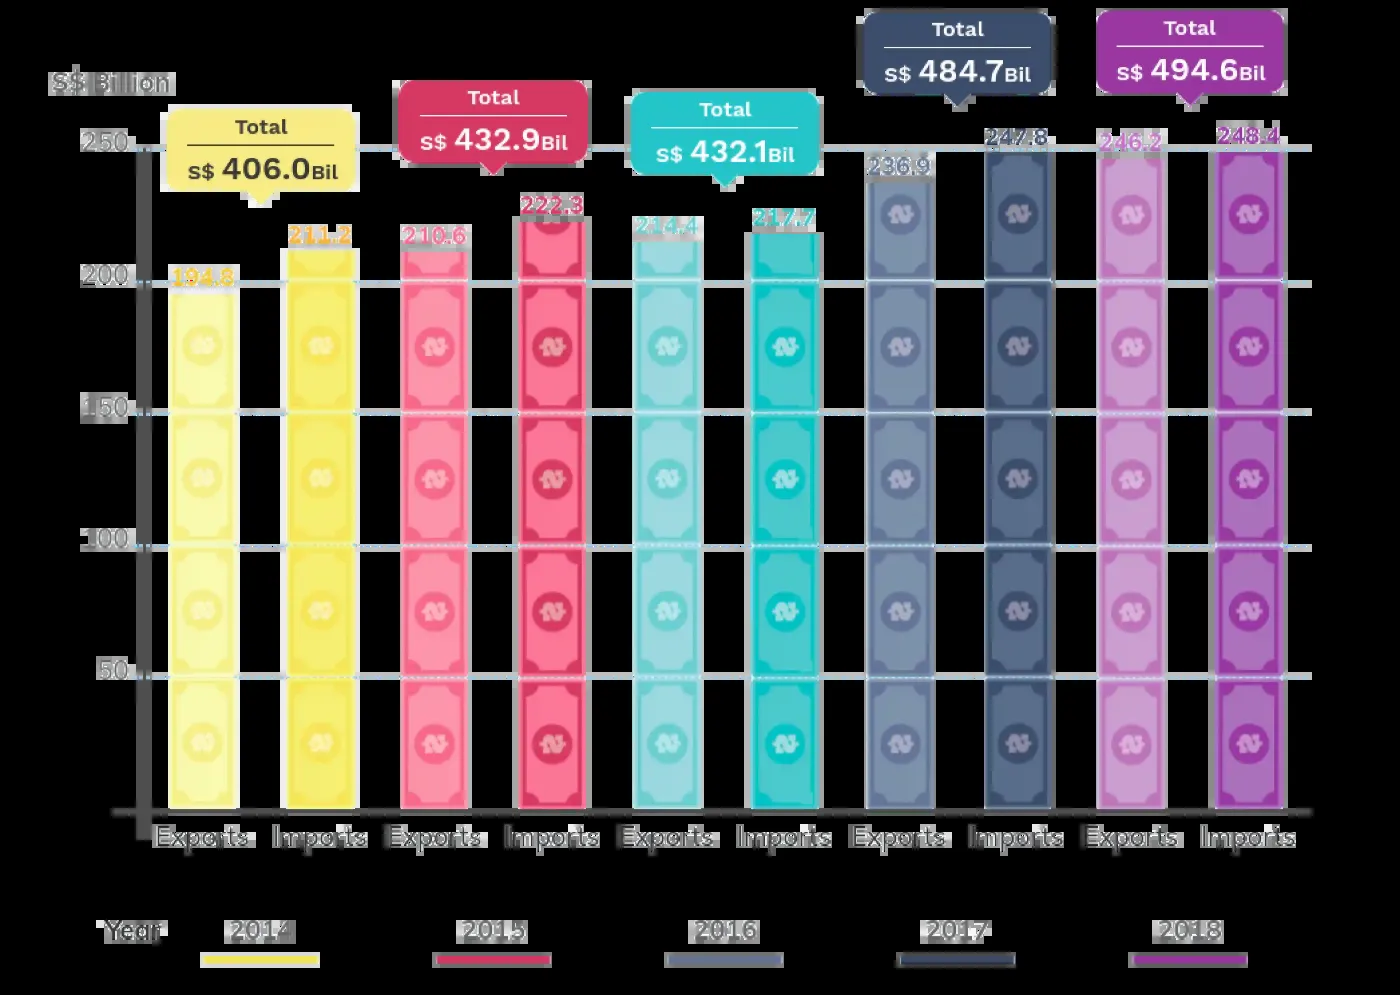 S$ Billion
Total
S$ 406.0Bil
Total
S$ 432.9Bil
Total
S$ 432.1Bil
Total
S$ 484.7Bil
Total
S$ 494.6Bil
250
200
150
100
50
194.8
211.2
210.6
222.3
214.4
217.7
236.9
247.8
246.2
248.4
Exports Imports Exports Imports Exports Imports Exports Imports Exports Imports
Year 2014 2015 2016 2017 2018